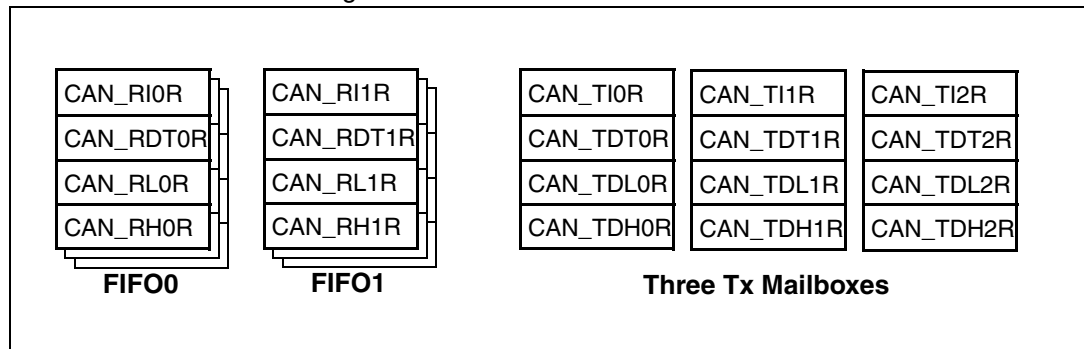 CAN_RI0R
CAN_RDT0R
CAN_RL0R
CAN_RH0R
FIFO0
CAN_RI1R
CAN_RDT1R
CAN_RL1R
CAN_RH1R
FIFO1
CAN_TI0R
CAN_TDT0R
CAN_TDL0R
CAN_TDH0R
CAN_TI1R
CAN_TDT1R
CAN_TDL1R
CAN_TDH1R
CAN_TI2R
CAN_TDT2R
CAN_TDL2R
CAN_TDH2R
Three Tx Mailboxes